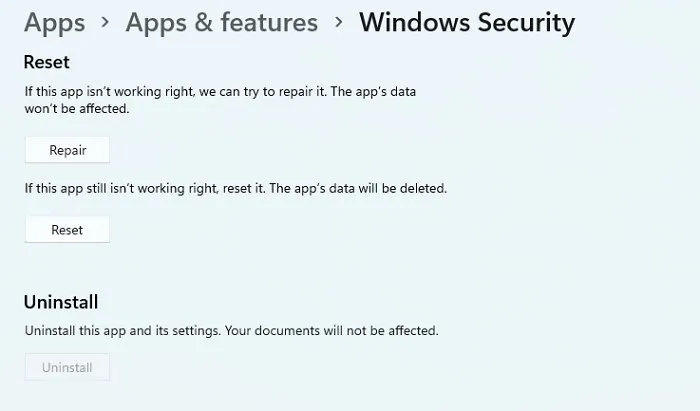 Apps > Apps & features > Windows Security
Reset
If this app isn't working right, we can try to repair it. The app's data
won't be affected.
Repair
If this app still isn't working right, reset it. The app's data will be deleted.
Reset
Uninstall
Uninstall this app and its settings. Your documents will not be affected.
Uninstall